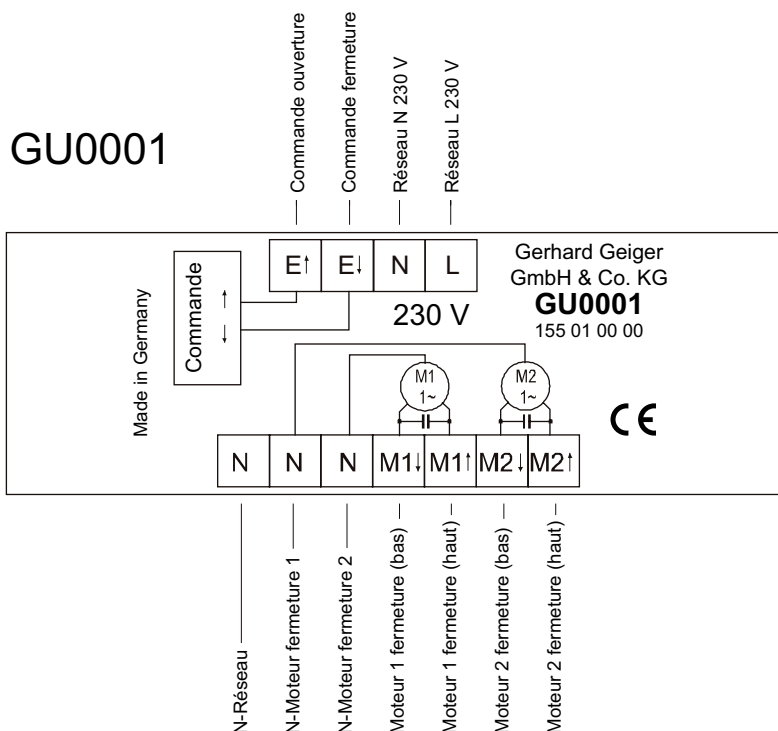 GU0001
Commande ouverture
Commande fermeture
Réseau N 230 V
Réseau L 230 V
Made in Germany
Commande
↑
↓
E↑
E↓
N
L
230 V
Gerhard Geiger
GmbH & Co. KG
GU0001
155 01 00 00
M1
1~
M2
1~
CE
N
N
N
M1↓
M1↑
M2↓
M2↑
N-Réseau
N-Moteur fermeture 1
N-Moteur fermeture 2
Moteur 1 fermeture (bas)
Moteur 1 fermeture (haut)
Moteur 2 fermeture (bas)
Moteur 2 fermeture (haut)